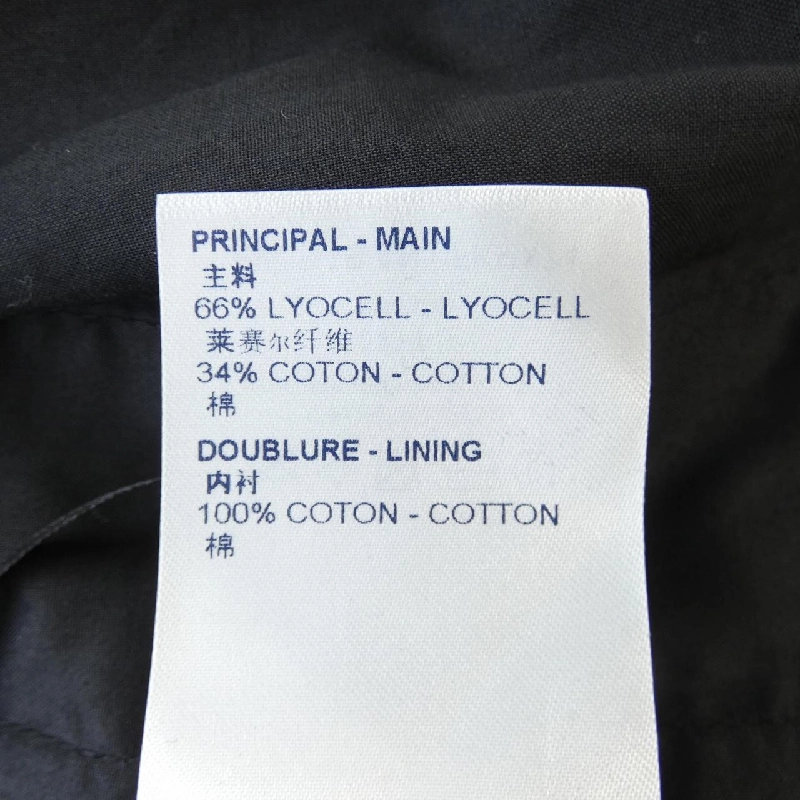 PRINCIPAL - MAIN
主料
66% LYOCELL - LYOCELL
莱赛尔纤维
34% COTON - COTTON
棉
DOUBLURE - LINING
内衬
100% COTON - COTTON
棉